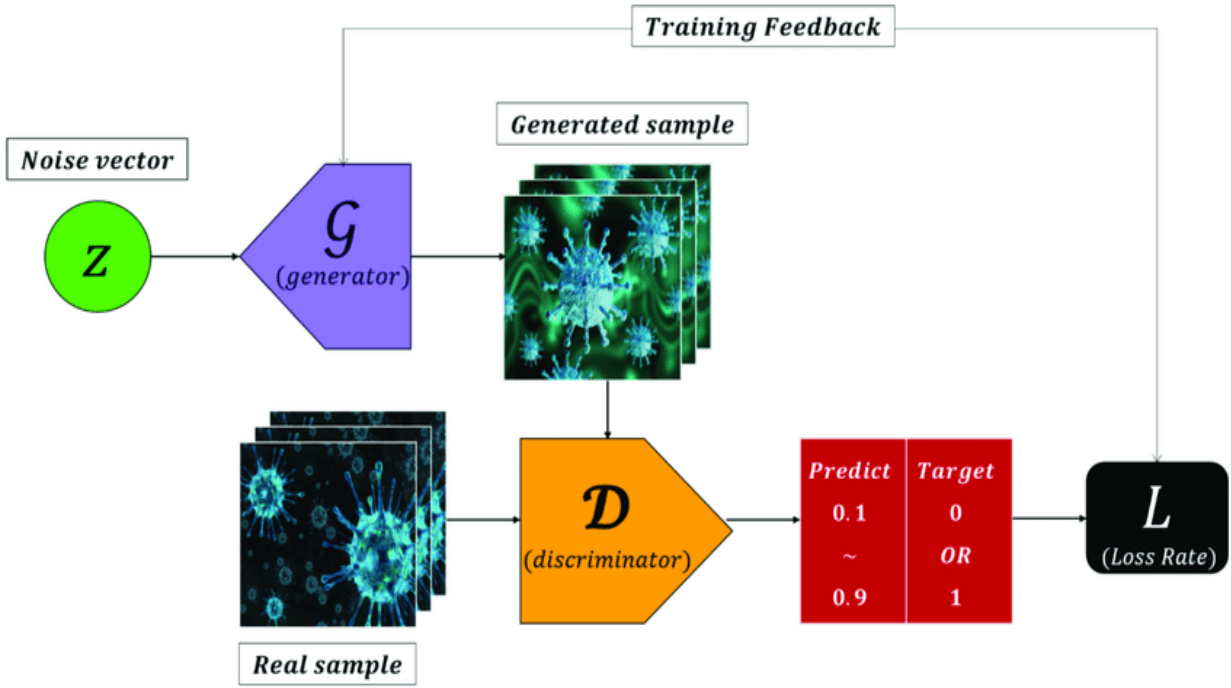 Training Feedback
Generated sample
Noise vector
z
𝒢
(generator)
𝒟
(discriminator)
Predict Target
0.1 0
~ OR
0.9 1
L
(Loss Rate)
Real sample